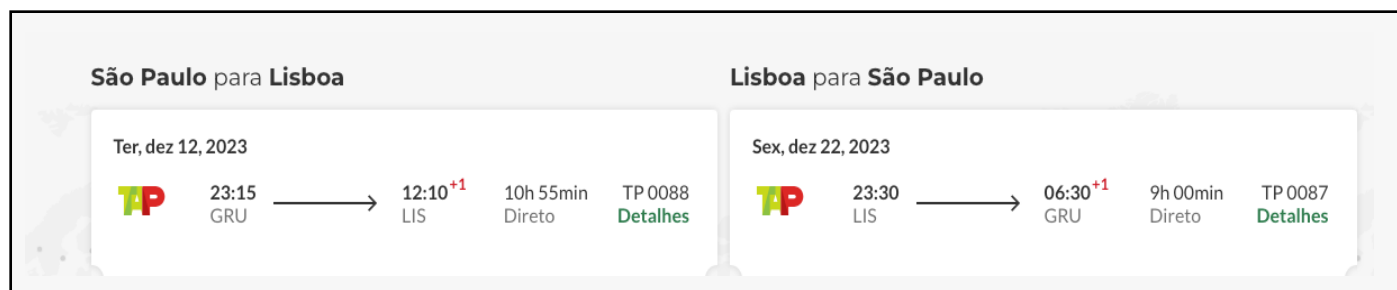 São Paulo para Lisboa
Ter, dez 12, 2023
TAP
23:15
GRU
12:10+1
LIS
10h 55min
Direto
TP 0088
Detalhes
Lisboa para São Paulo
Sex, dez 22, 2023
TAP
23:30
LIS
06:30+1
GRU
9h 00min
Direto
TP 0087
Detalhes